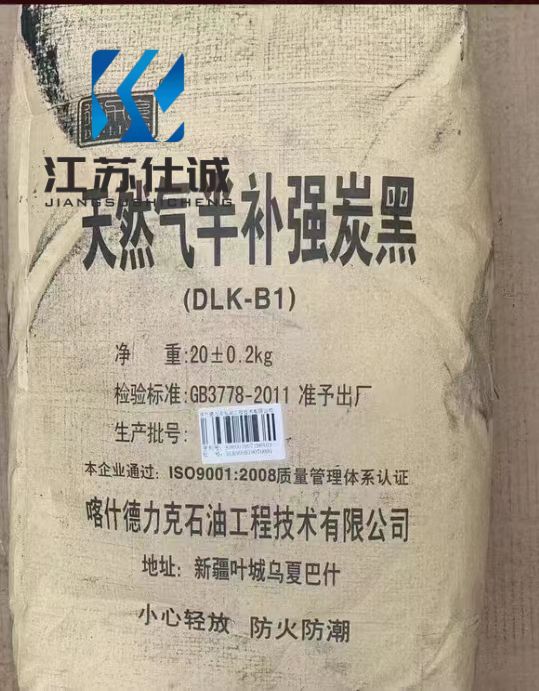 江苏仕诚
JIANGSUSHICHENG
天然气半补强炭黑
(DLK-B1)
净 重:20±0.2kg
检验标准:GB3778-2011 准予出厂
生产批号:
本企业通过: ISO9001:2008质量管理体系认证
喀什德力克石油工程技术有限公司
地址: 新疆叶城乌夏巴什
小心轻放 防火防潮